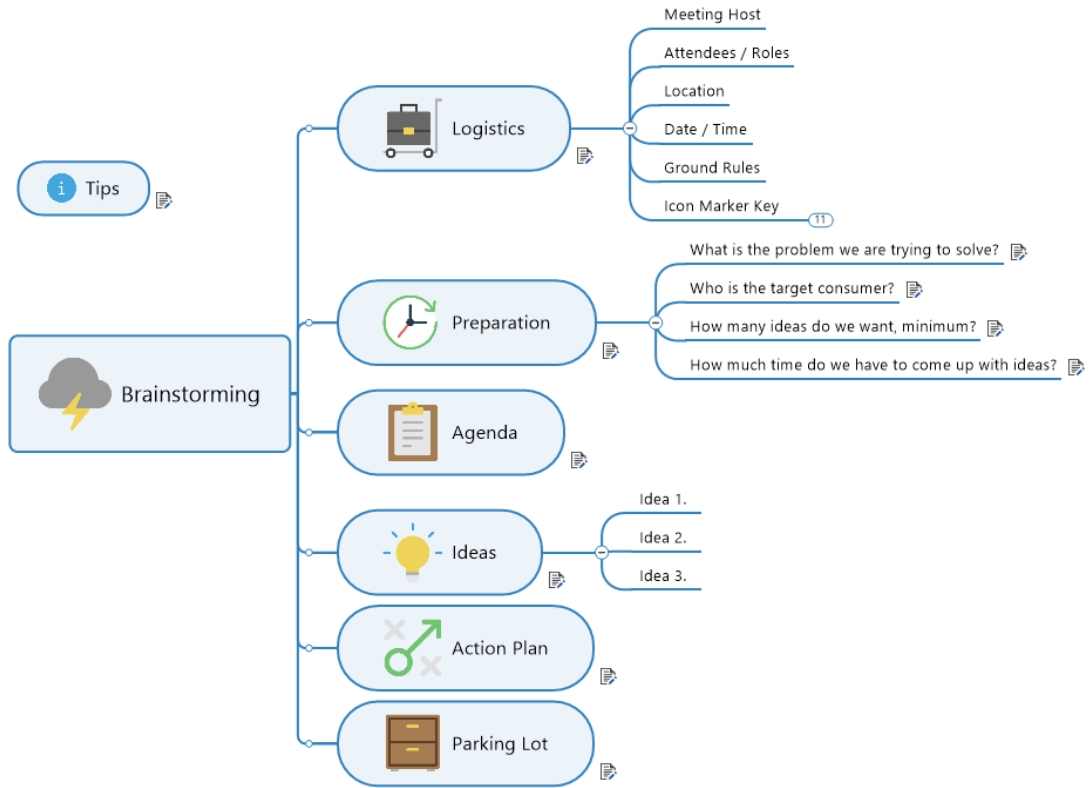 Meeting Host
Attendees / Roles
Location
Date / Time
Ground Rules
Icon Marker Key
11
Logistics
i
Tips
What is the problem we are trying to solve?
Who is the target consumer?
How many ideas do we want, minimum?
How much time do we have to come up with ideas?
Preparation
Brainstorming
Agenda
Idea 1.
Idea 2.
Idea 3.
Ideas
Action Plan
Parking Lot